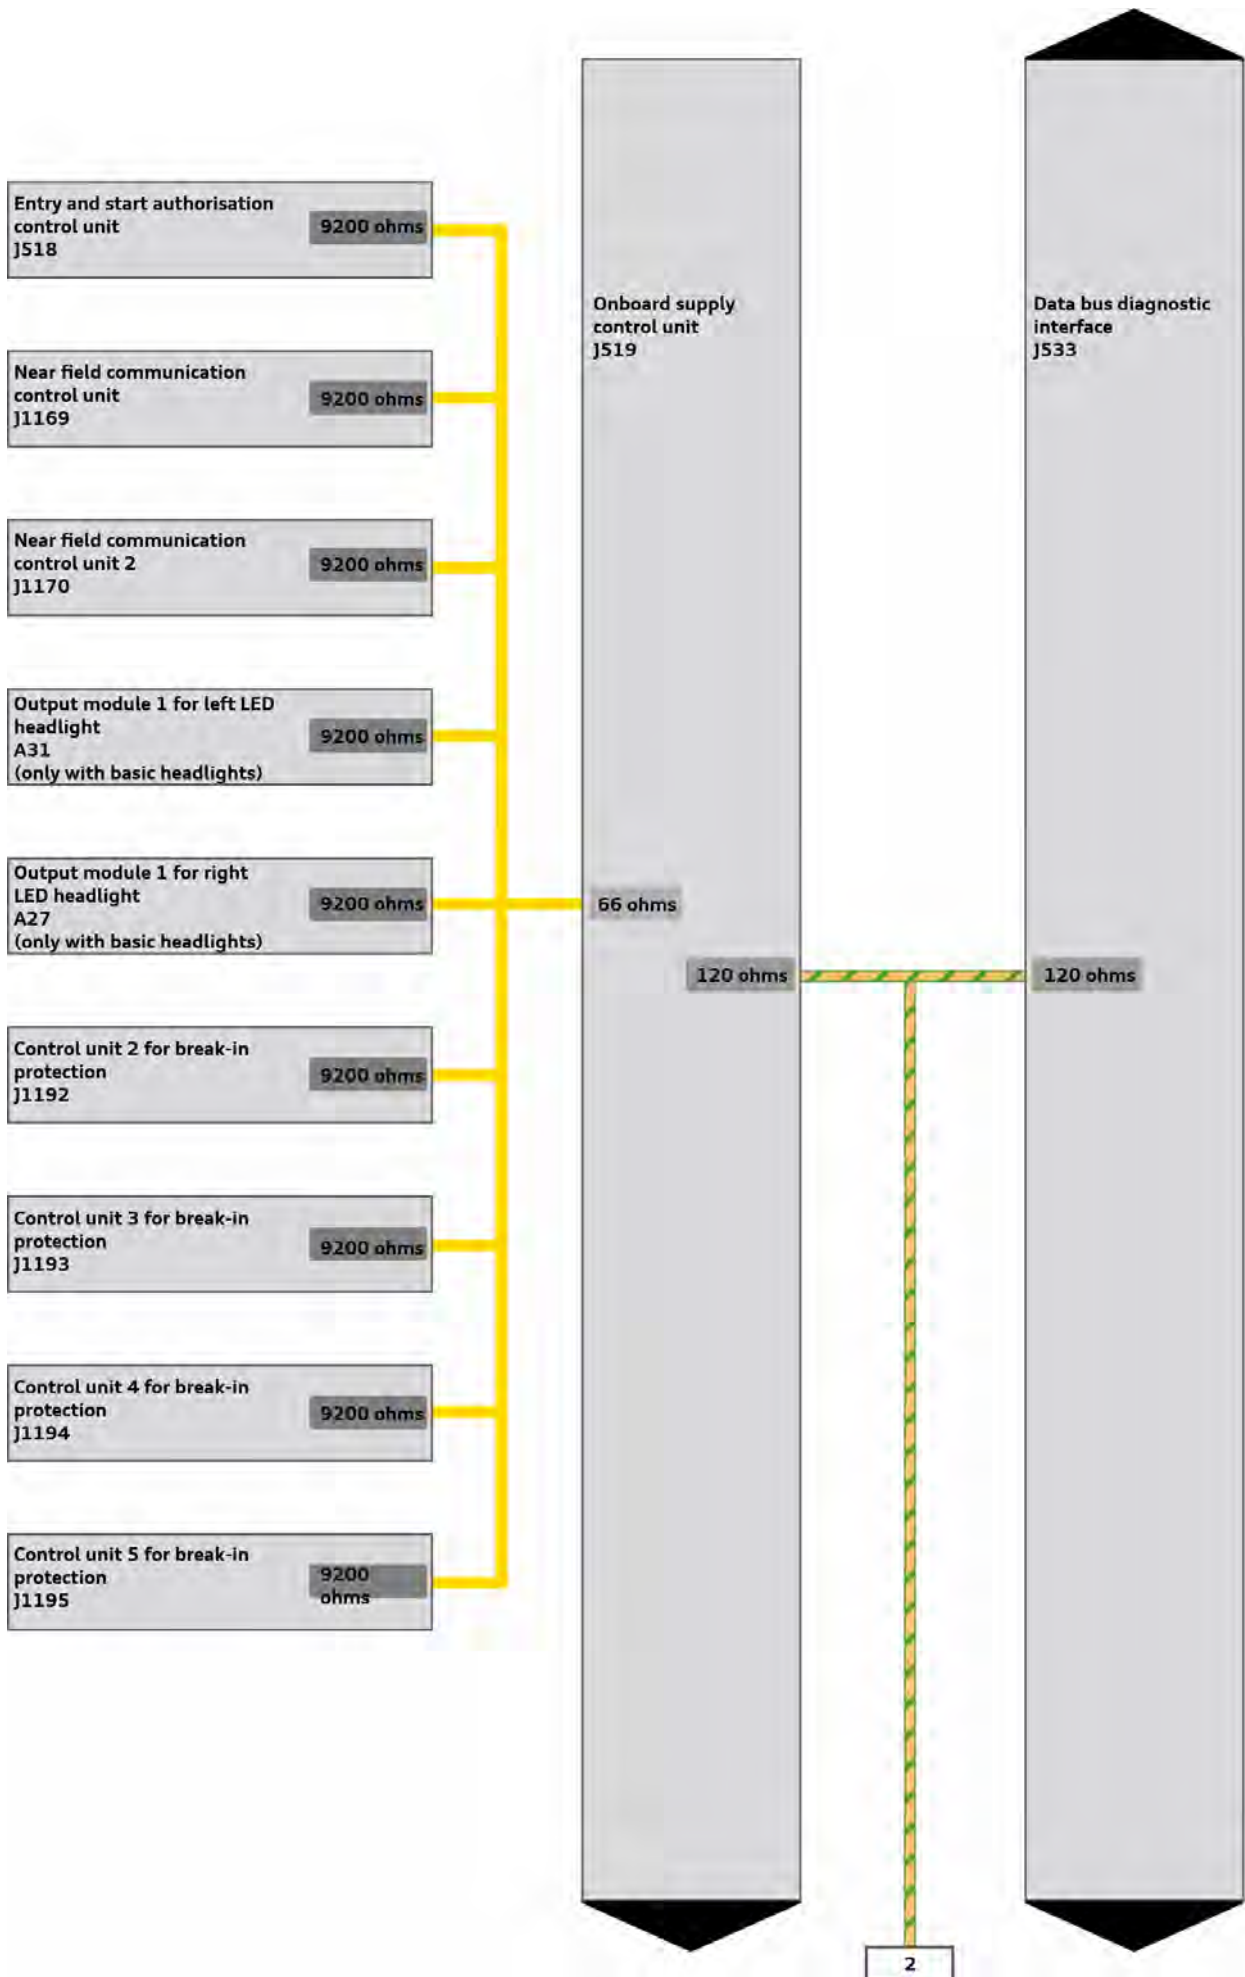 Entry and start authorisation
control unit
J518
9200 ohms
Near field communication
control unit
J1169
9200 ohms
Near field communication
control unit 2
J1170
9200 ohms
Output module 1 for left LED
headlight
A31
(only with basic headlights)
9200 ohms
Output module 1 for right
LED headlight
A27
(only with basic headlights)
9200 ohms
Control unit 2 for break-in
protection
J1192
9200 ohms
Control unit 3 for break-in
protection
J1193
9200 ohms
Control unit 4 for break-in
protection
J1194
9200 ohms
Control unit 5 for break-in
protection
J1195
9200
ohms
Onboard supply
control unit
J519
66 ohms
120 ohms
Data bus diagnostic
interface
J533
120 ohms
2